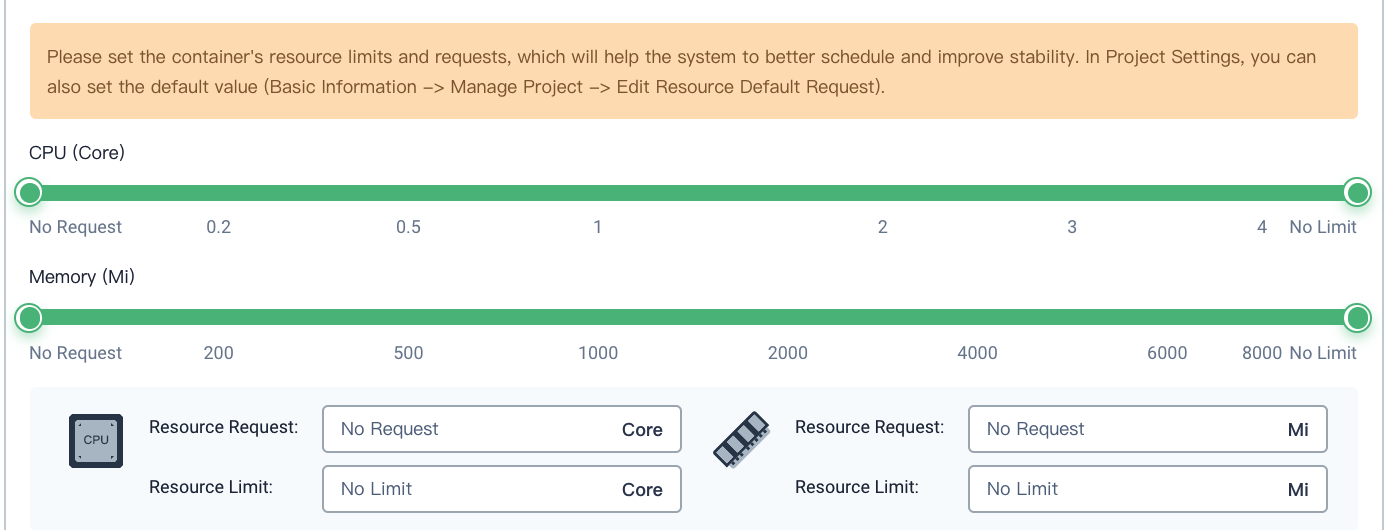 Please set the container's resource limits and requests, which will help the system to better schedule and improve stability. In Project Settings, you can
also set the default value (Basic Information –> Manage Project –> Edit Resource Default Request).
CPU (Core)
No Request 0.2 0.5 1 2 3 4 No Limit
Memory (Mi)
No Request 200 500 1000 2000 4000 6000 8000 No Limit
CPU Resource Request: No Request Core Resource Request: No Request Mi
Resource Limit: No Limit Core Resource Limit: No Limit Mi